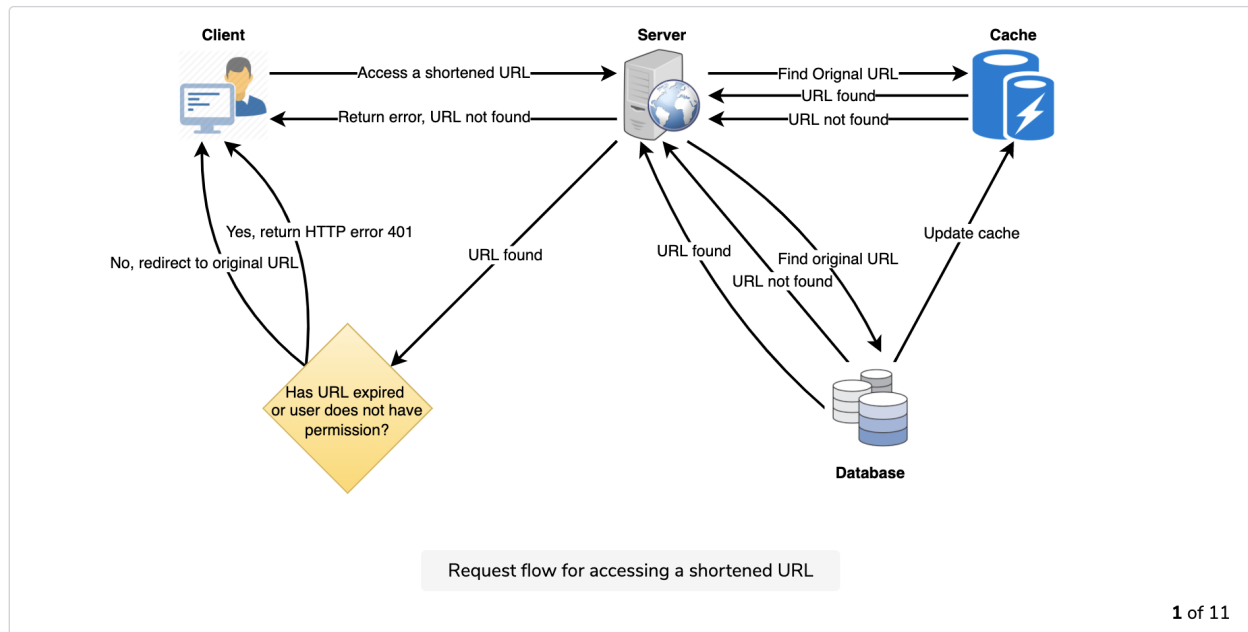 Client
Server
Cache
Access a shortened URL
Find Orignal URL
URL found
Return error, URL not found
URL not found
Yes, return HTTP error 401
No, redirect to original URL
URL found
URL found
Find original URL
URL not found
Update cache
Has URL expired
or user does not have
permission?
Database
Request flow for accessing a shortened URL
1 of 11